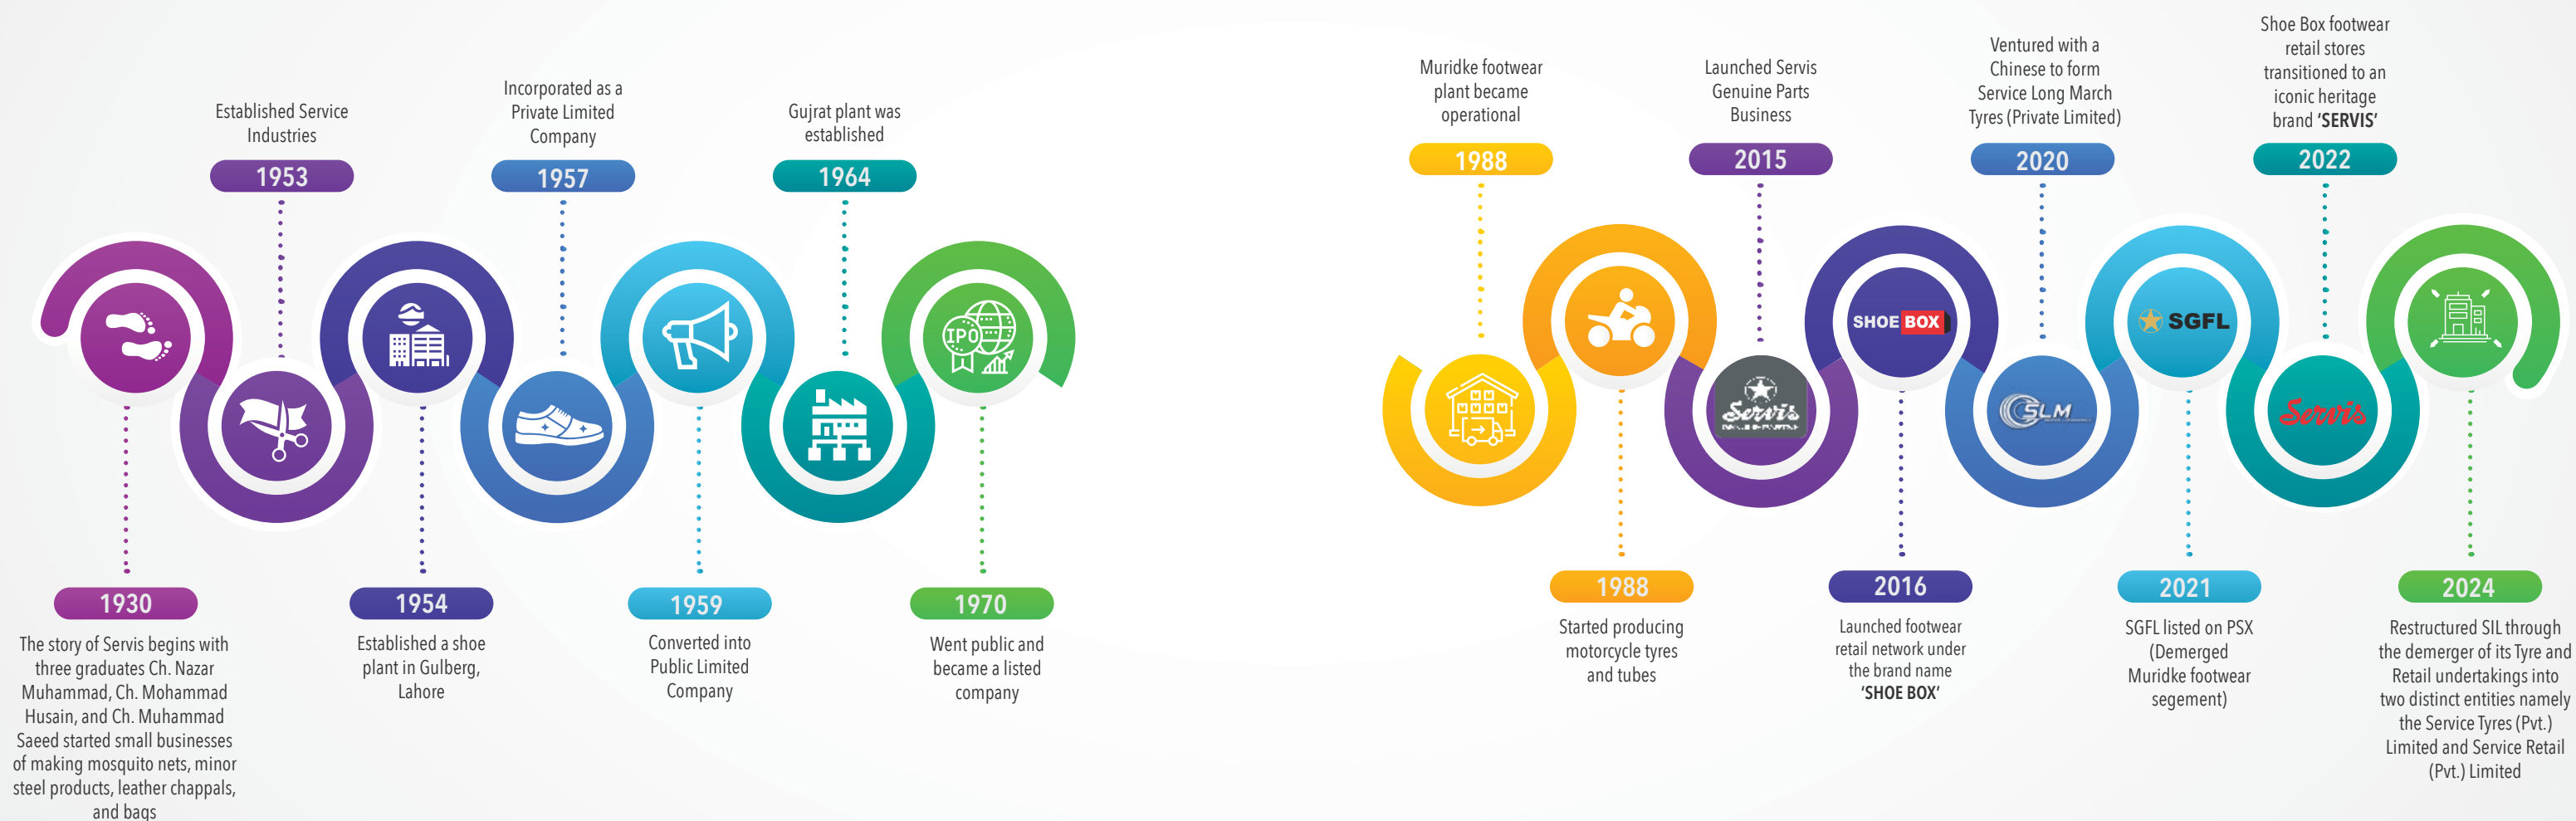 1930
The story of Servis begins with
three graduates Ch. Nazar
Muhammad, Ch. Mohammad
Husain, and Ch. Muhammad
Saeed started small businesses
of making mosquito nets, minor
steel products, leather chappals,
and bags
Established Service
Industries
1953
1954
Established a shoe
plant in Gulberg,
Lahore
Incorporated as a
Private Limited
Company
1957
1959
Converted into
Public Limited
Company
Gujrat plant was
established
1964
IPO
1970
Went public and
became a listed
company
Muridke footwear
plant became
operational
1988
1988
Started producing
motorcycle tyres
and tubes
Launched Servis
Genuine Parts
Business
2015
Servis
SHOE BOX
2016
Launched footwear
retail network under
the brand name
‘SHOE BOX’
Ventured with a
Chinese to form
Service Long March
Tyres (Private Limited)
2020
SLM
SGFL
2021
SGFL listed on PSX
(Demerged
Muridke footwear
segement)
Shoe Box footwear
retail stores
transitioned to an
iconic heritage
brand ‘SERVIS’
2022
Servis
2024
Restructured SIL through
the demerger of its Tyre and
Retail undertakings into
two distinct entities namely
the Service Tyres (Pvt.)
Limited and Service Retail
(Pvt.) Limited